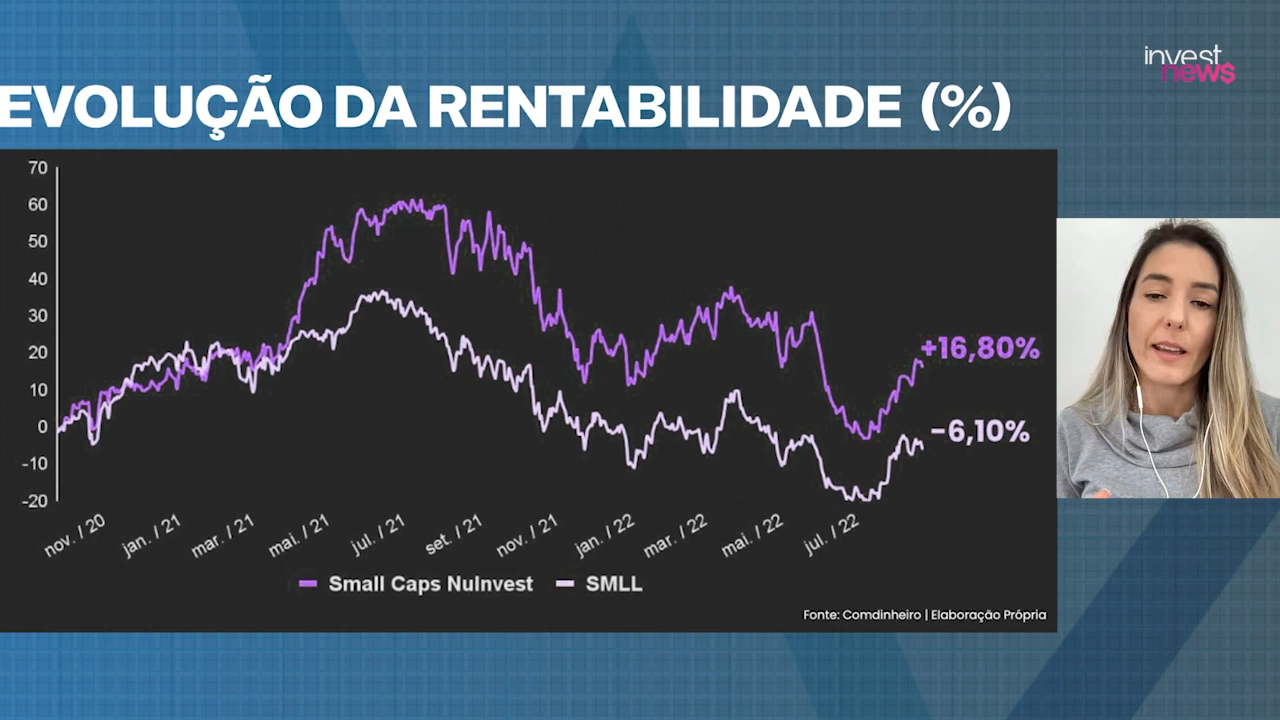 invest
news
EVOLUÇÃO DA RENTABILIDADE (%)
70
60
50
40
30
20
10
0
-10
-20
+16,80%
-6,10%
nov. / 20
jan. / 21
mar. / 21
mai. / 21
jul. / 21
set. / 21
nov. / 21
jan. / 22
mar. / 22
mai. / 22
jul. / 22
Small Caps NuInvest SMLL
Fonte: Comdinheiro | Elaboração Própria